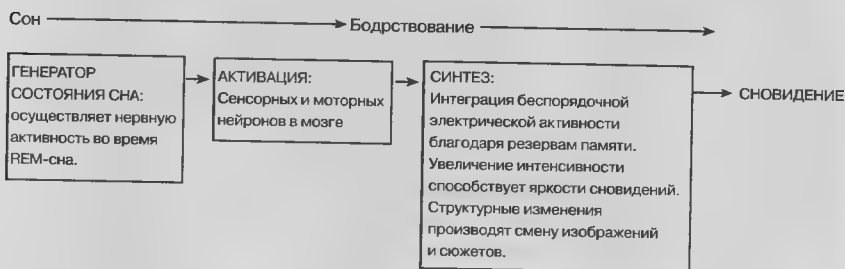 Сон
Бодрствование
ГЕНЕРАТОР
СОСТОЯНИЯ СНА:
осуществляет нервную
активность во время
REM-сна.
АКТИВАЦИЯ:
Сенсорных и моторных
нейронов в мозге
СИНТЕЗ:
Интеграция беспорядочной
электрической активности
благодаря резервам памяти.
Увеличение интенсивности
способствует яркости сновидений.
Структурные изменения
производят смену изображений
и сюжетов.
СНОВИДЕНИЕ